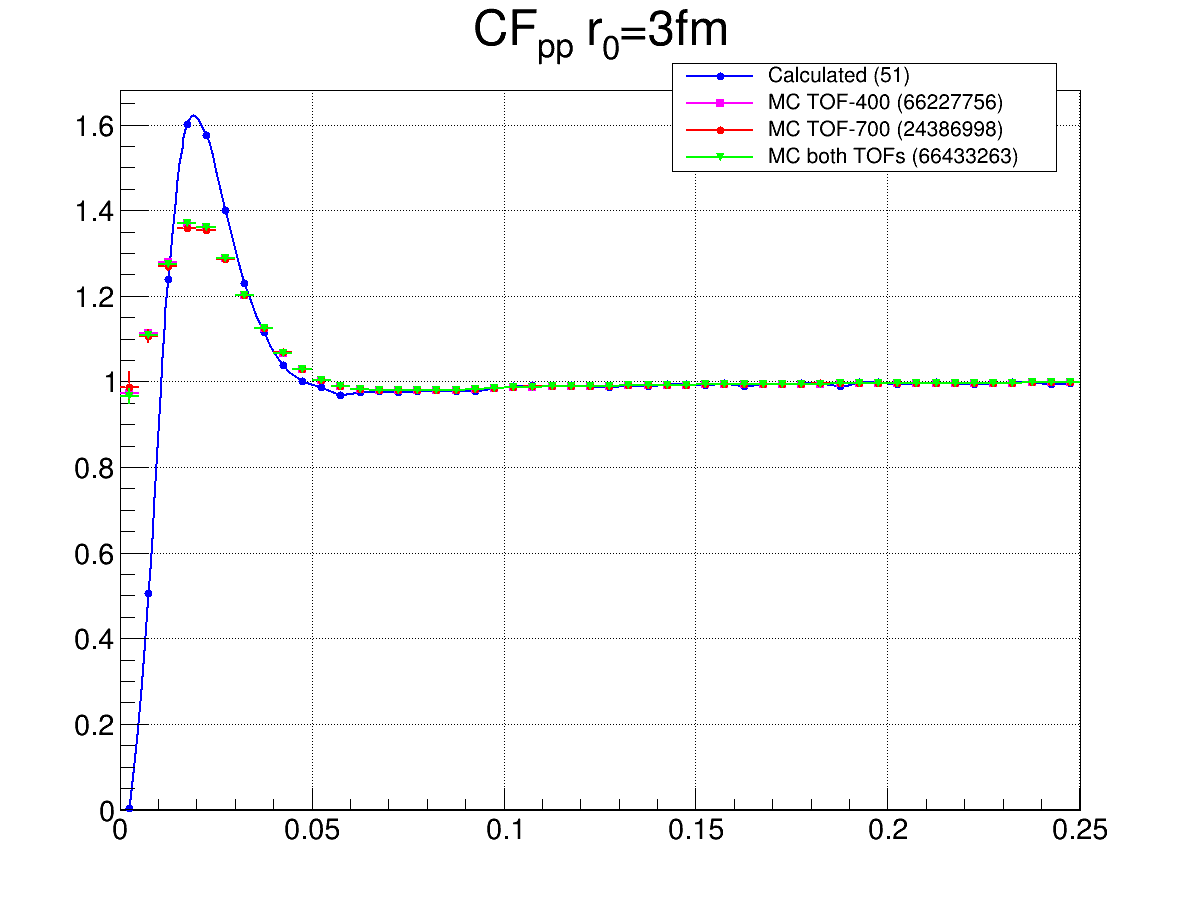 CFpp r0=3fm
Calculated (51)
MC TOF-400 (66227756)
MC TOF-700 (24386998)
MC both TOFs (66433263)
1.6
1.4
1.2
1
0.8
0.6
0.4
0.2
0
0 0.05 0.1 0.15 0.2 0.25